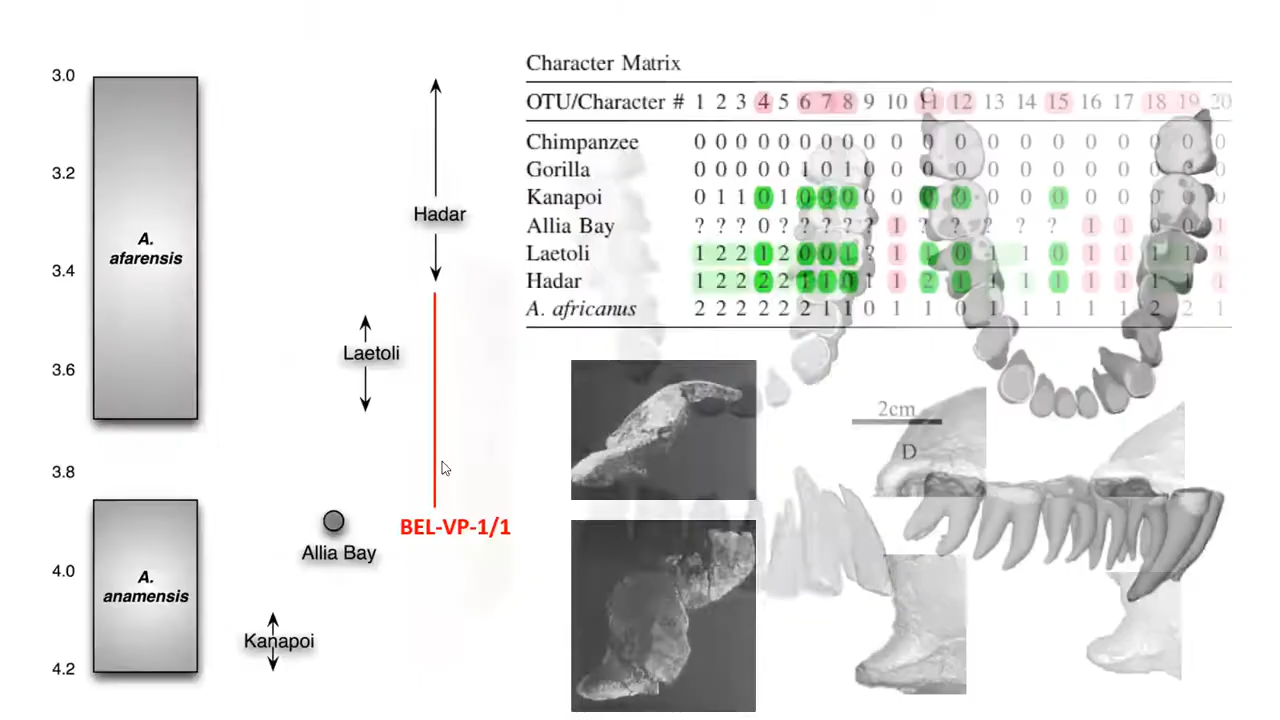 3.0
3.2
3.4
3.6
3.8
4.0
4.2
A.
afarensis
A.
anamensis
Hadar
Laetoli
Allia Bay
Kanapoi
BEL-VP-1/1
Character Matrix
OTU/Character # 1 2 3 4 5 6 7 8 9 10 11 12 13 14 15 16 17 18 19 20
Chimpanzee 0 0 0 0 0 0 0 0 0 0 0 0 0 0 0 0 0 0 0 0
Gorilla 0 0 0 0 0 1 0 1 0 0 0 0 0 0 0 0 0 0 0 0
Kanapoi 0 1 1 0 1 0 0 0 0 0 0 0 0 0 0 0 0 0 0 0
Allia Bay ? ? ? 0 ? ? ? ? ? 1 ? ? ? ? ? 1 1 0 0 1
Laetoli 1 2 2 1 2 0 0 1 ? 1 1 0 1 1 0 1 1 1 1 1
Hadar 1 2 2 2 2 1 1 0 0 1 2 1 1 1 1 1 1 1 1 1
A. africanus 2 2 2 2 2 2 1 1 0 1 1 0 1 1 1 1 1 2 2 1
C
2cm
D